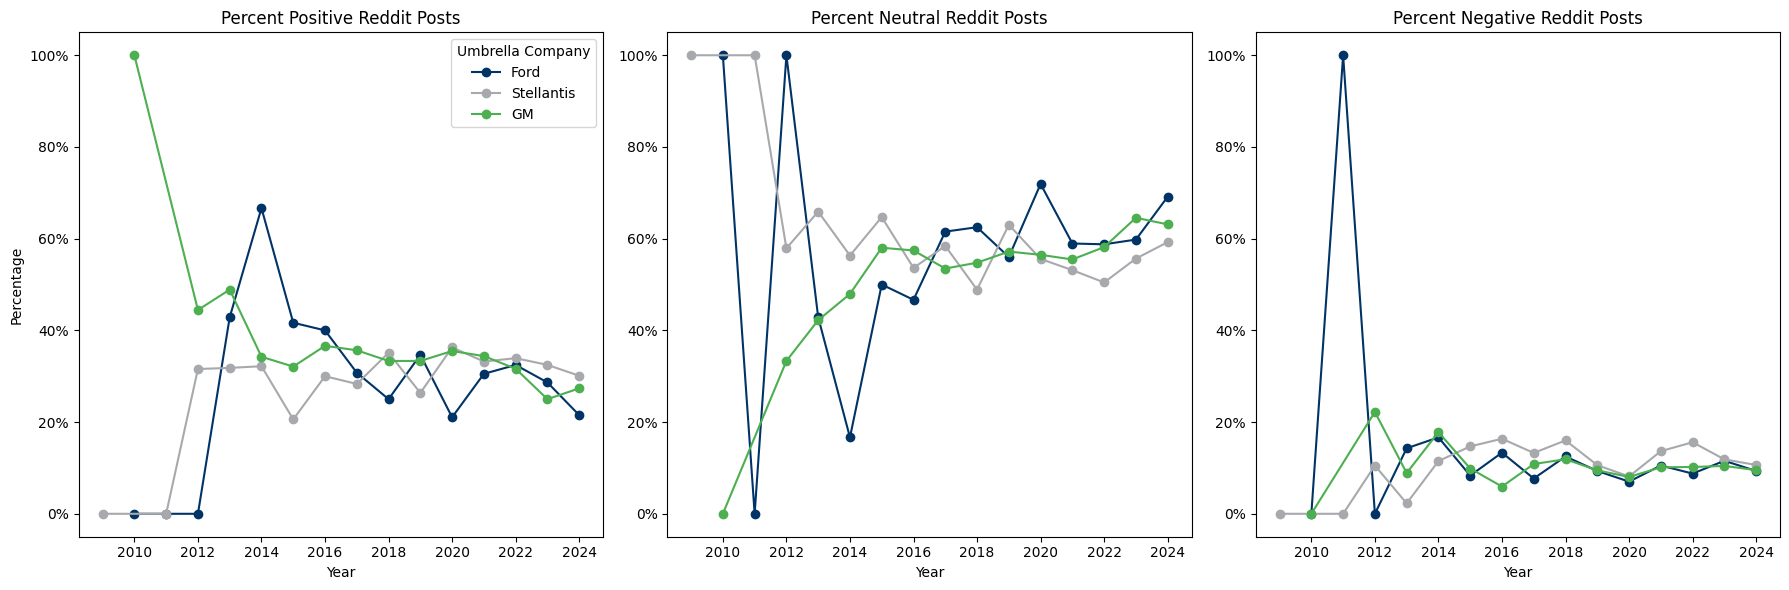 Percent Positive Reddit Posts
Percentage
100%
80%
60%
40%
20%
0%
2010 2012 2014 2016 2018 2020 2022 2024
Year
Umbrella Company
Ford
Stellantis
GM
Percent Neutral Reddit Posts
100%
80%
60%
40%
20%
0%
2010 2012 2014 2016 2018 2020 2022 2024
Year
Percent Negative Reddit Posts
100%
80%
60%
40%
20%
0%
2010 2012 2014 2016 2018 2020 2022 2024
Year